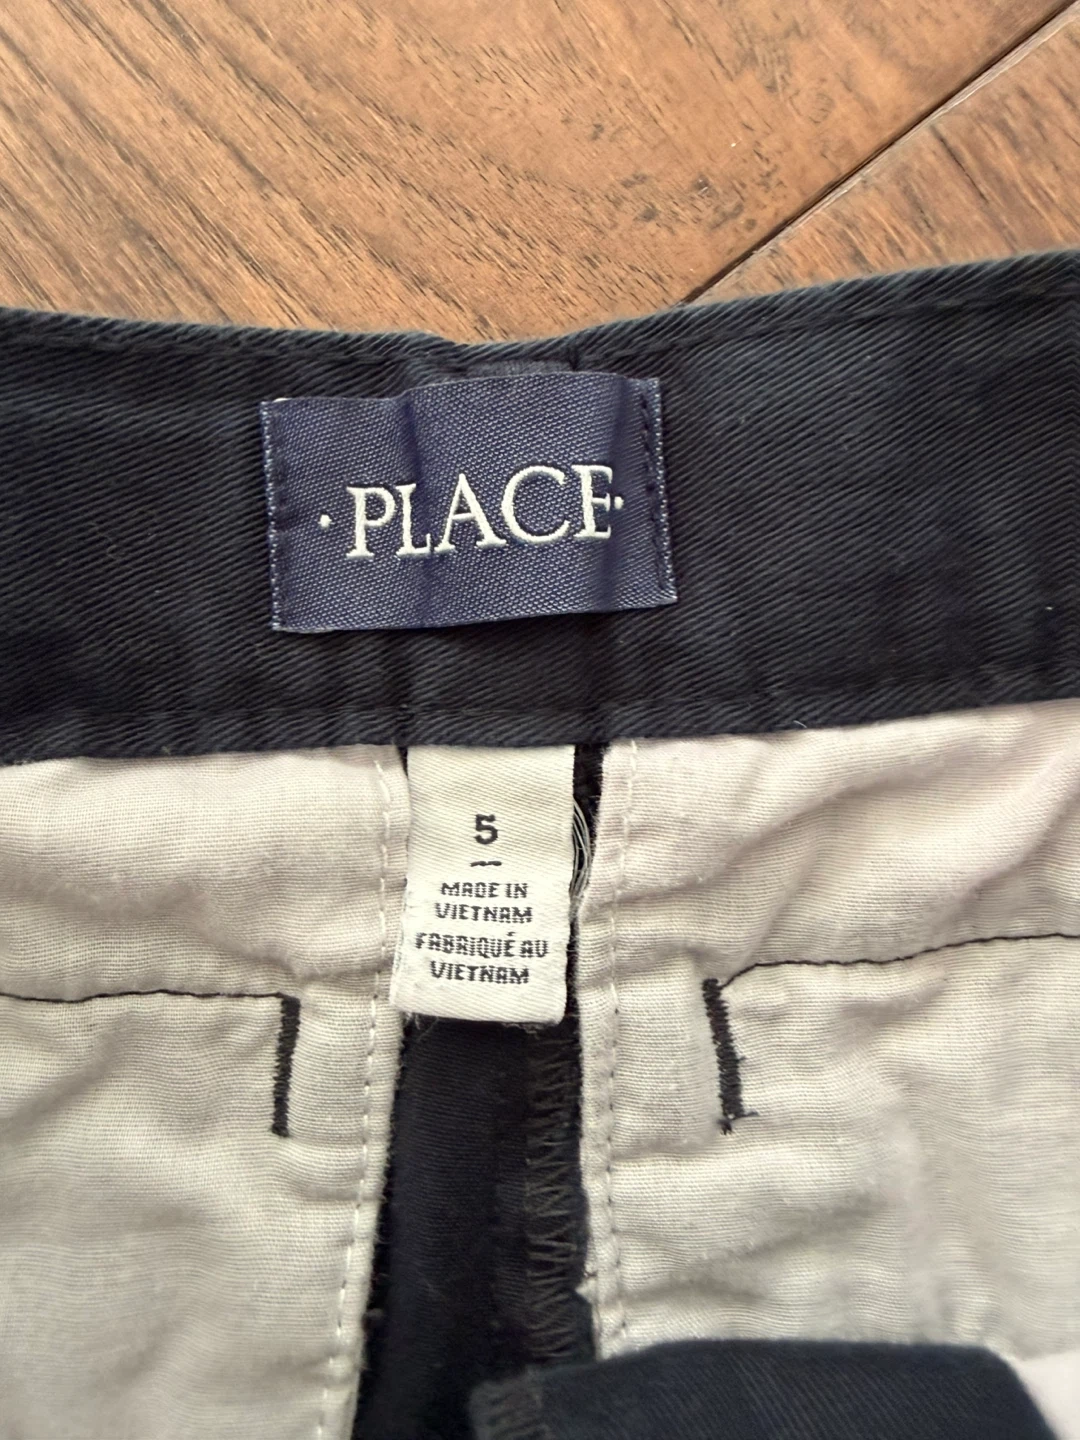 ·PLACE·
5
MADE IN
VIETNAM
FABRIQUÉ AU
VIETNAM